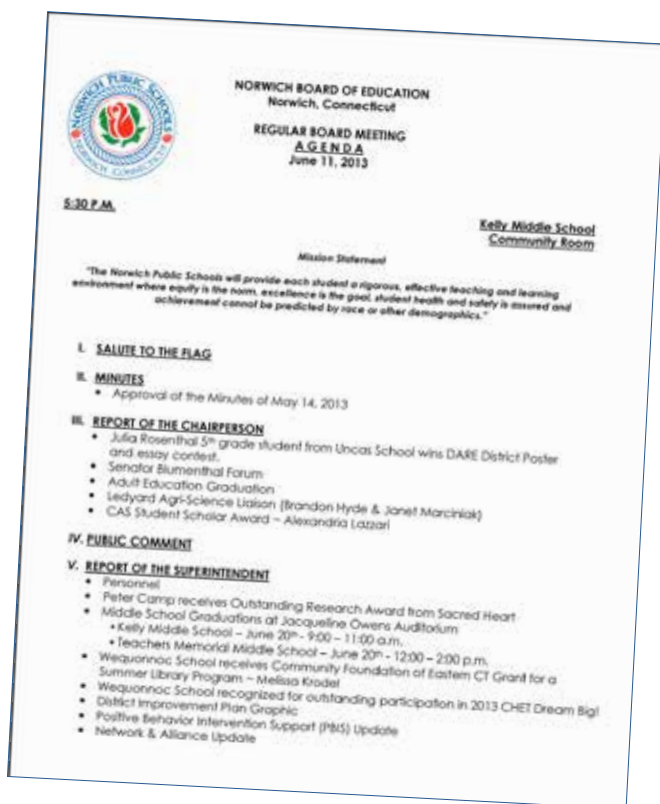 NORWICH PUBLIC SCHOOLS
NORWICH, CONNECTICUT
NORWICH BOARD OF EDUCATION
Norwich, Connecticut
REGULAR BOARD MEETING
A G E N D A
June 11, 2013
5:30 P.M.
Kelly Middle School
Community Room
Mission Statement
"The Norwich Public Schools will provide each student a rigorous, effective teaching and learning
environment where equity is the norm, excellence is the goal, student health and safety is assured and
achievement cannot be predicted by race or other demographics."
I. SALUTE TO THE FLAG
II. MINUTES
• Approval of the Minutes of May 14, 2013
III. REPORT OF THE CHAIRPERSON
• Julia Rosenthal 5th grade student from Uncas School wins DARE District Poster
and essay contest.
• Senator Blumenthal Forum
• Adult Education Graduation
• Ledyard Agri-Science Liaison (Brandon Hyde & Janet Marciniak)
• CAS Student Scholar Award – Alexandria Lazzari
IV. PUBLIC COMMENT
V. REPORT OF THE SUPERINTENDENT
• Personnel
• Peter Camp receives Outstanding Research Award from Sacred Heart
• Middle School Graduations at Jacqueline Owens Auditorium
• Kelly Middle School – June 20th - 9:00 – 11:00 a.m.
• Teachers Memorial Middle School – June 20th - 12:00 – 2:00 p.m.
• Wequonnoc School receives Community Foundation of Eastern CT Grant for a
Summer Library Program – Melissa Krodel
• Wequonnoc School recognized for outstanding participation in 2013 CHET Dream Big!
• District Improvement Plan Graphic
• Positive Behavior Intervention Support (PBIS) Update
• Network & Alliance Update